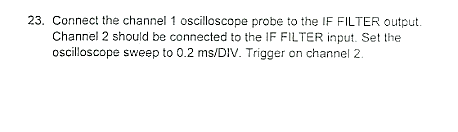 23. Connect the channel 1 oscilloscope probe to the IF FILTER output.
Channel 2 should be connected to the IF FILTER input. Set the
oscilloscope sweep to 0.2 ms/DIV. Trigger on channel 2.